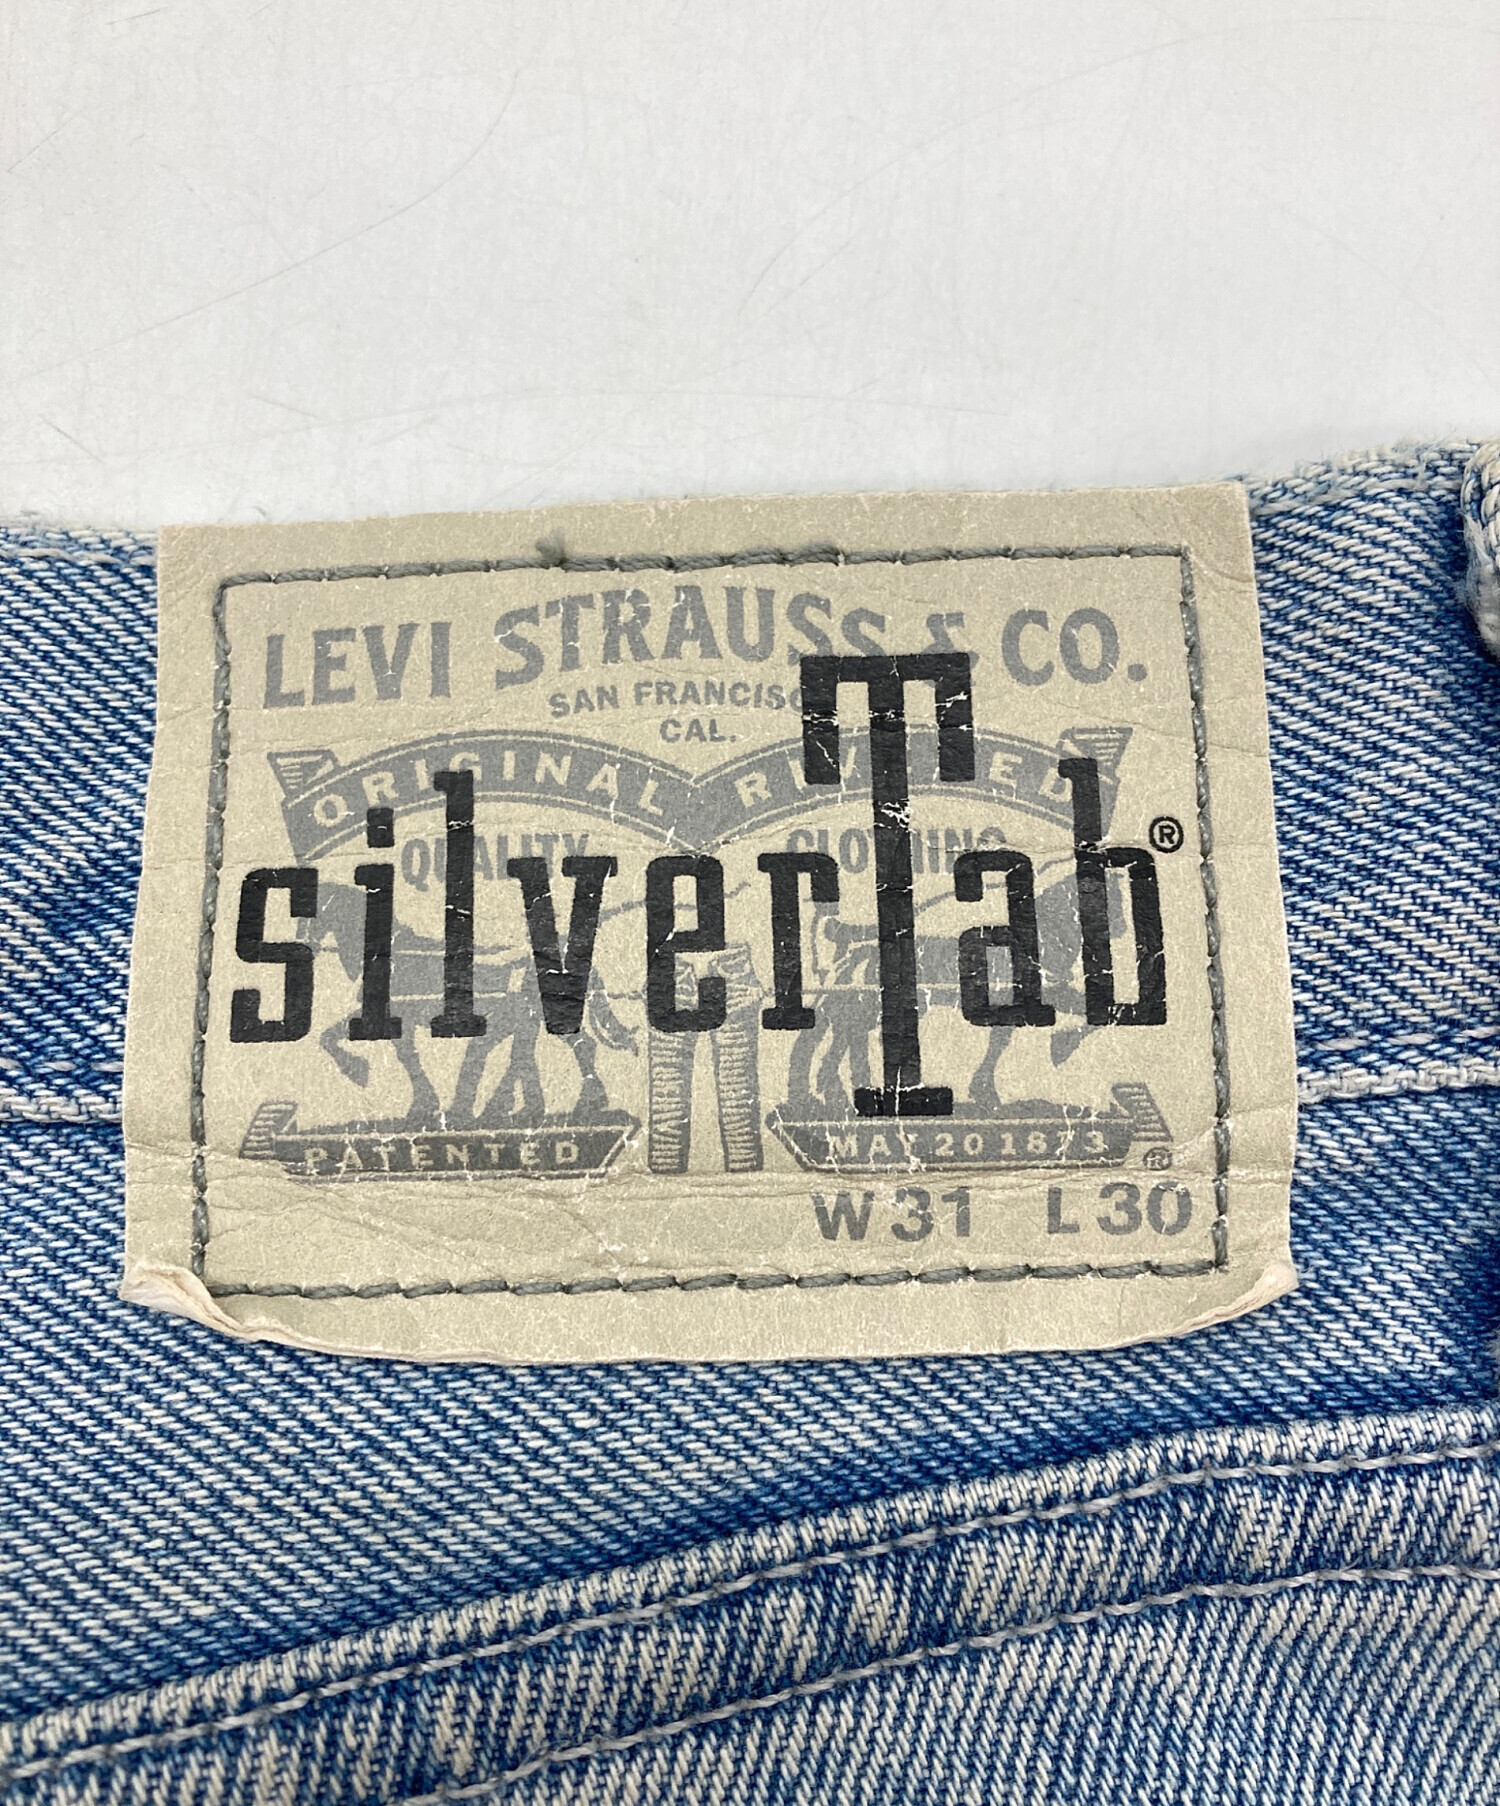 LEVI STRAUSS & CO.
SAN FRANCISCO
CAL.
ORIGINAL RIVETED
QUALITY CLOTHING
silverTab®
PATENTED MAY 20 1873 ®
W31 L30